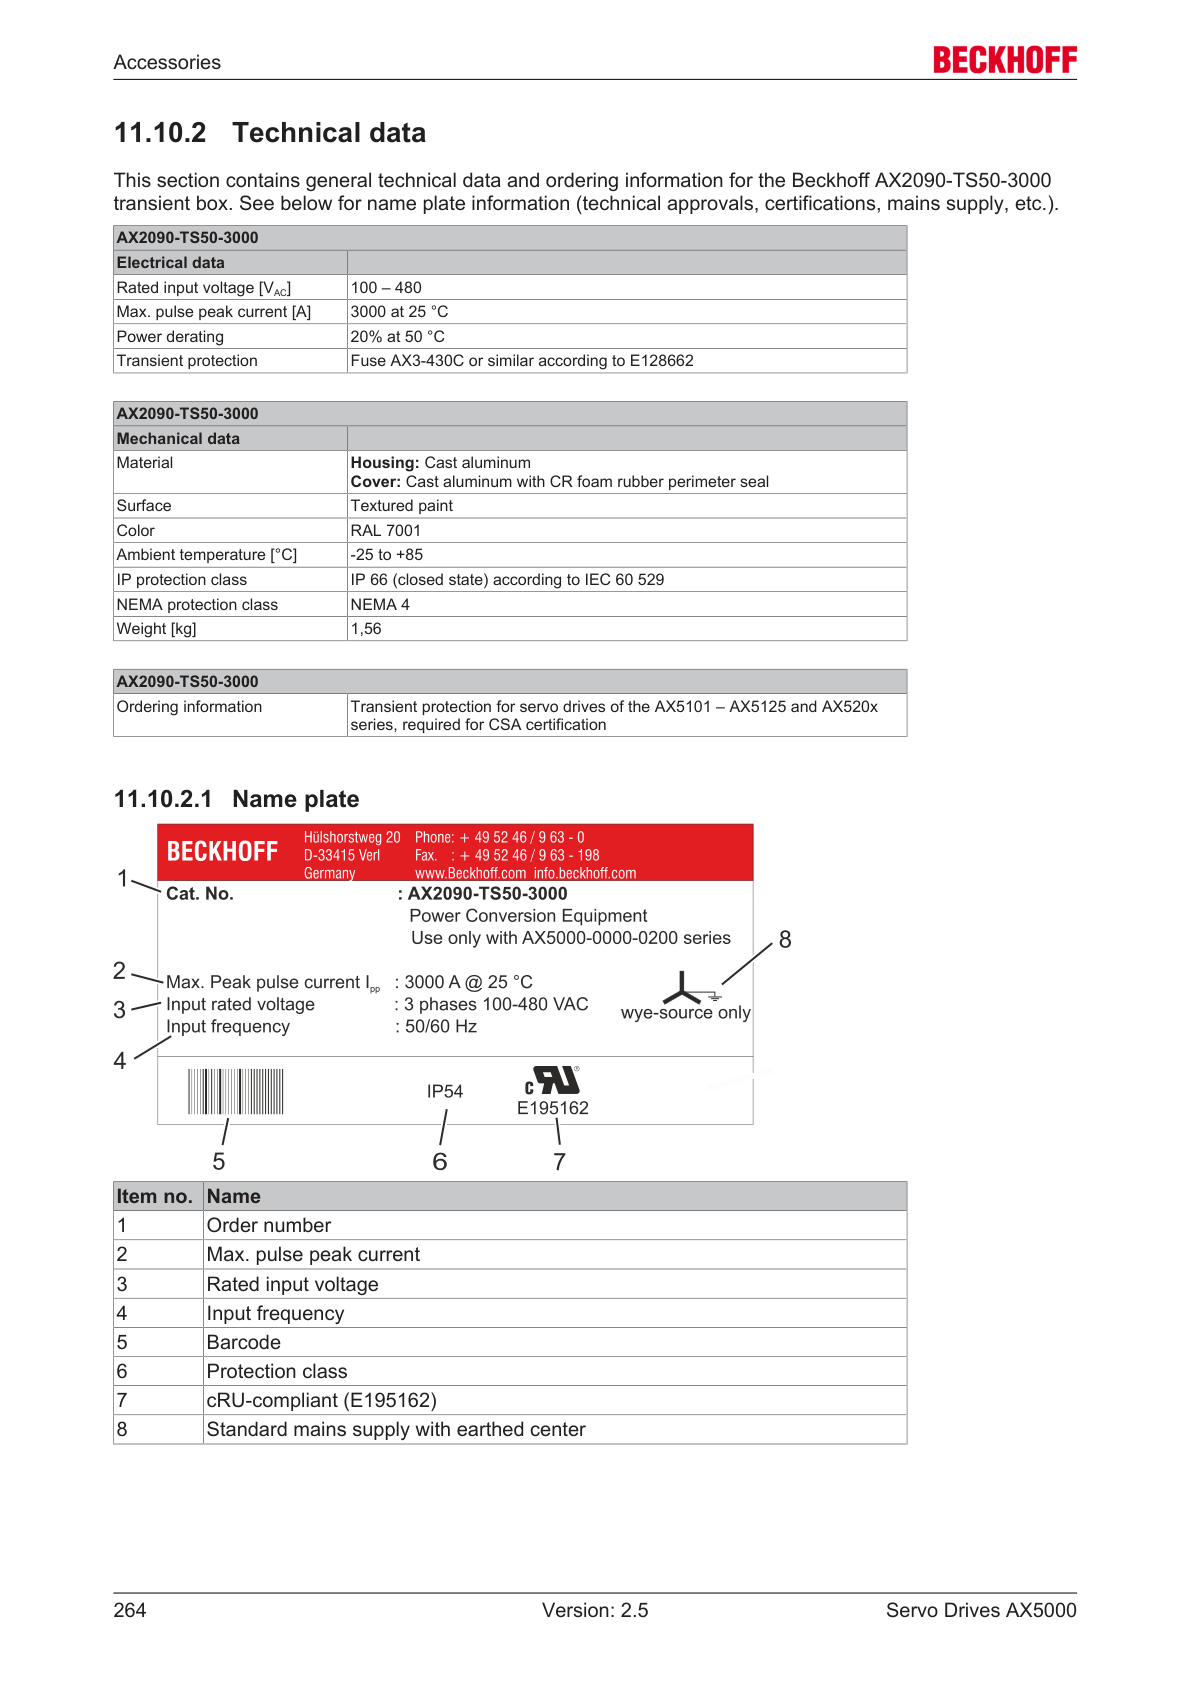 Accessories
BECKHOFF
11.10.2 Technical data
This section contains general technical data and ordering information for the Beckhoff AX2090-TS50-3000
transient box. See below for name plate information (technical approvals, certifications, mains supply, etc.).
AX2090-TS50-3000
Electrical data
Rated input voltage [VAC] 100 – 480
Max. pulse peak current [A] 3000 at 25 °C
Power derating 20% at 50 °C
Transient protection Fuse AX3-430C or similar according to E128662
AX2090-TS50-3000
Mechanical data
Material Housing: Cast aluminum
Cover: Cast aluminum with CR foam rubber perimeter seal
Surface Textured paint
Color RAL 7001
Ambient temperature [°C] -25 to +85
IP protection class IP 66 (closed state) according to IEC 60 529
NEMA protection class NEMA 4
Weight [kg] 1,56
AX2090-TS50-3000
Ordering information Transient protection for servo drives of the AX5101 – AX5125 and AX520x
series, required for CSA certification
11.10.2.1 Name plate
BECKHOFF Hülshorstweg 20 Phone: + 49 52 46 / 9 63 - 0
D-33415 Verl Fax. : + 49 52 46 / 9 63 - 198
Germany www.Beckhoff.com info.beckhoff.com
1 Cat. No. : AX2090-TS50-3000
Power Conversion Equipment
Use only with AX5000-0000-0200 series 8
2 Max. Peak pulse current Ipp : 3000 A @ 25 °C
3 Input rated voltage : 3 phases 100-480 VAC wye-source only
Input frequency : 50/60 Hz
4
IP54 c RU ®
E195162
5 6 7
Item no. Name
1 Order number
2 Max. pulse peak current
3 Rated input voltage
4 Input frequency
5 Barcode
6 Protection class
7 cRU-compliant (E195162)
8 Standard mains supply with earthed center
264 Version: 2.5 Servo Drives AX5000